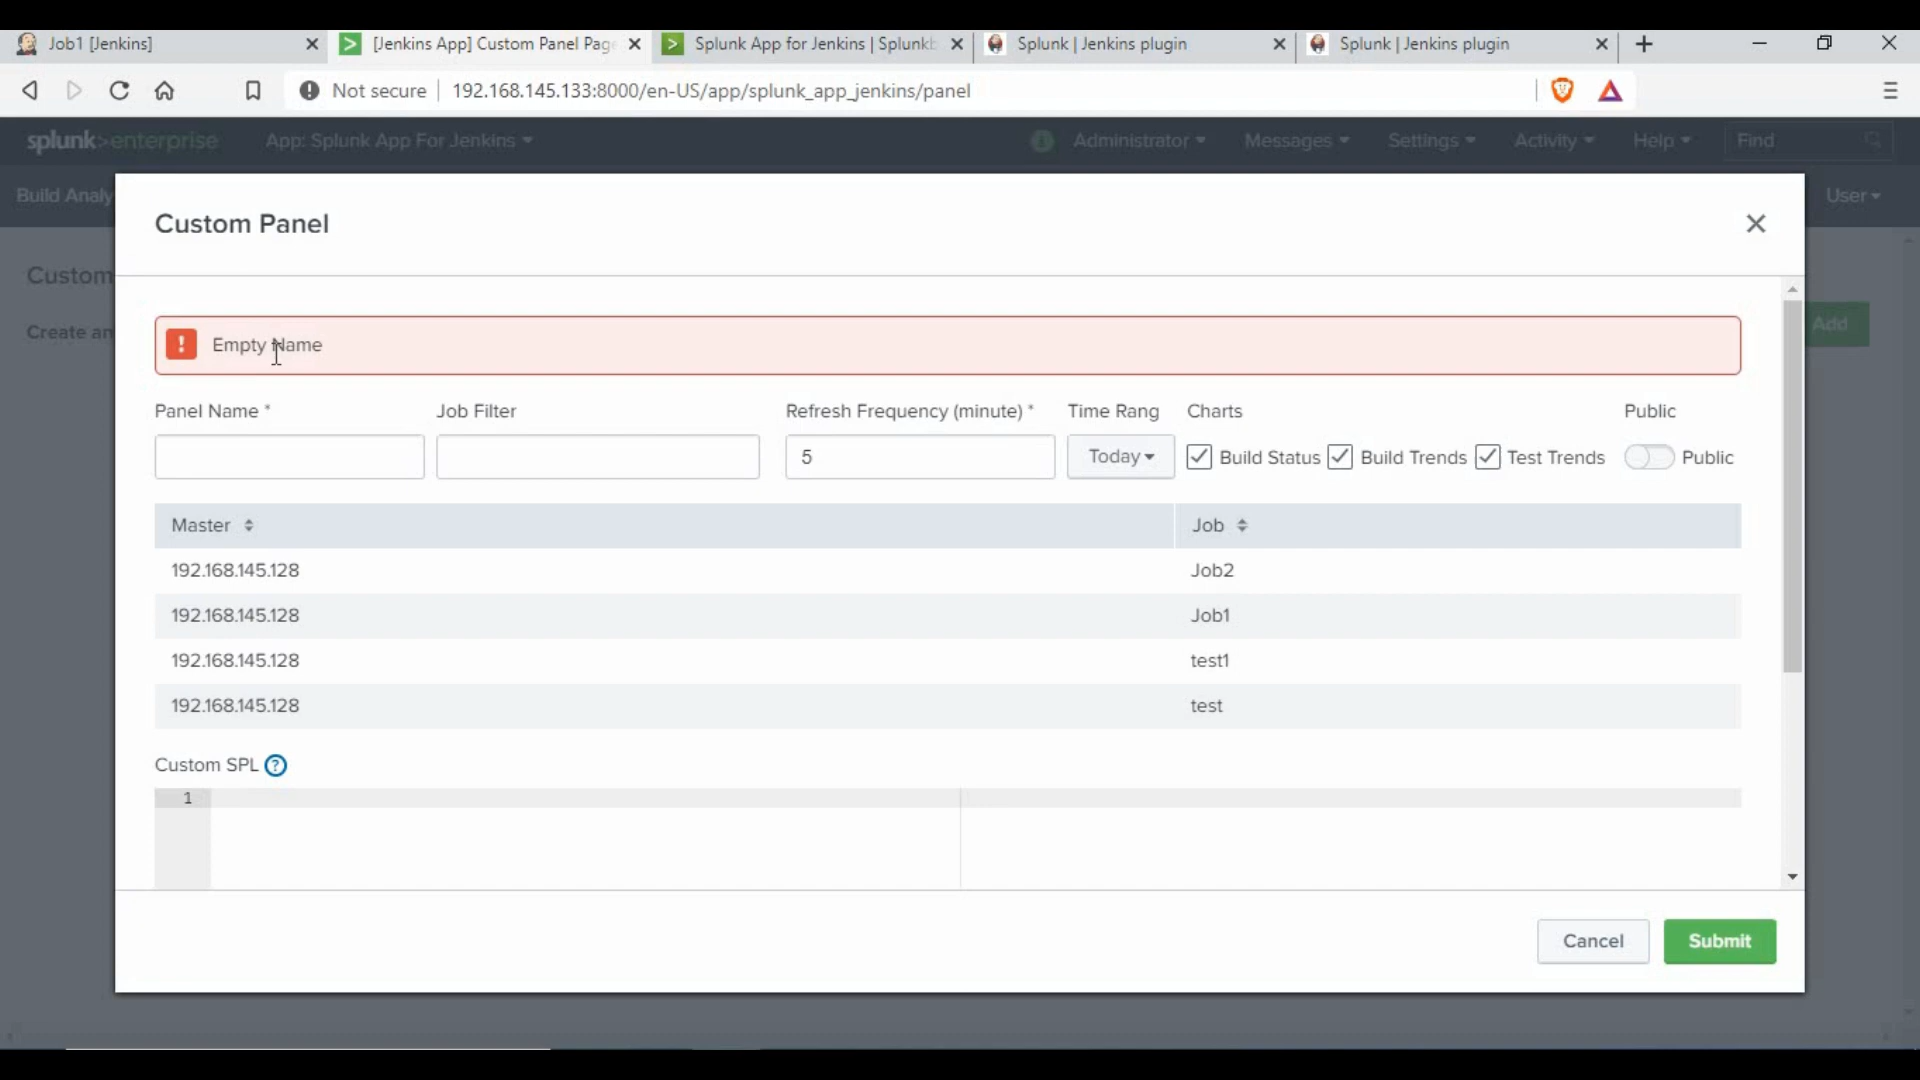 Job1 [Jenkins]
[Jenkins App] Custom Panel Page
Splunk App for Jenkins | Splunkb
Splunk | Jenkins plugin
Splunk | Jenkins plugin
Not secure
192.168.145.133:8000/en-US/app/splunk_app_jenkins/panel
splunk>enterprise
App: Splunk App For Jenkins
Administrator
Messages
Settings
Activity
Help
Find
Build Analy
User
Custom
Create an
Add
Custom Panel
Empty Name
Panel Name *
Job Filter
Refresh Frequency (minute) *
Time Rang
Charts
Public
5
Today
Build Status
Build Trends
Test Trends
Public
Master
Job
192.168.145.128
Job2
192.168.145.128
Job1
192.168.145.128
test1
192.168.145.128
test
Custom SPL
1
Cancel
Submit